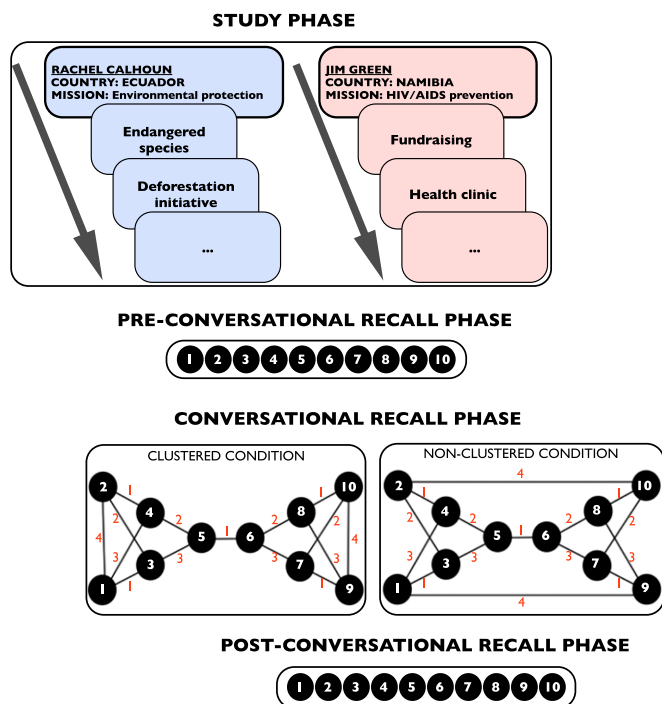 STUDY PHASE
RACHEL CALHOUN
COUNTRY: ECUADOR
MISSION: Environmental protection
Endangered
species
Deforestation
initiative
...
JIM GREEN
COUNTRY: NAMIBIA
MISSION: HIV/AIDS prevention
Fundraising
Health clinic
...
PRE-CONVERSATIONAL RECALL PHASE
1 2 3 4 5 6 7 8 9 10
CONVERSATIONAL RECALL PHASE
CLUSTERED CONDITION
2 1 1 10
4 2 1 2 8
4 2 5 6 2 4
3 3 3 3
3 7
1 1 1 9
NON-CLUSTERED CONDITION
4
2 1 1 10
4 2 1 2 8
2 5 6 2
3 3 3 3
3 7
1 1 1 9
4
POST-CONVERSATIONAL RECALL PHASE
1 2 3 4 5 6 7 8 9 10